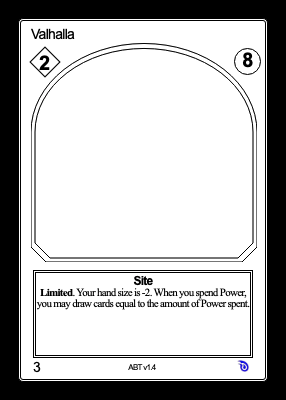 Valhalla
2
8
Site
Limited. Your hand size is -2. When you spend Power,
you may draw cards equal to the amount of Power spent.
3
ABT v1.4